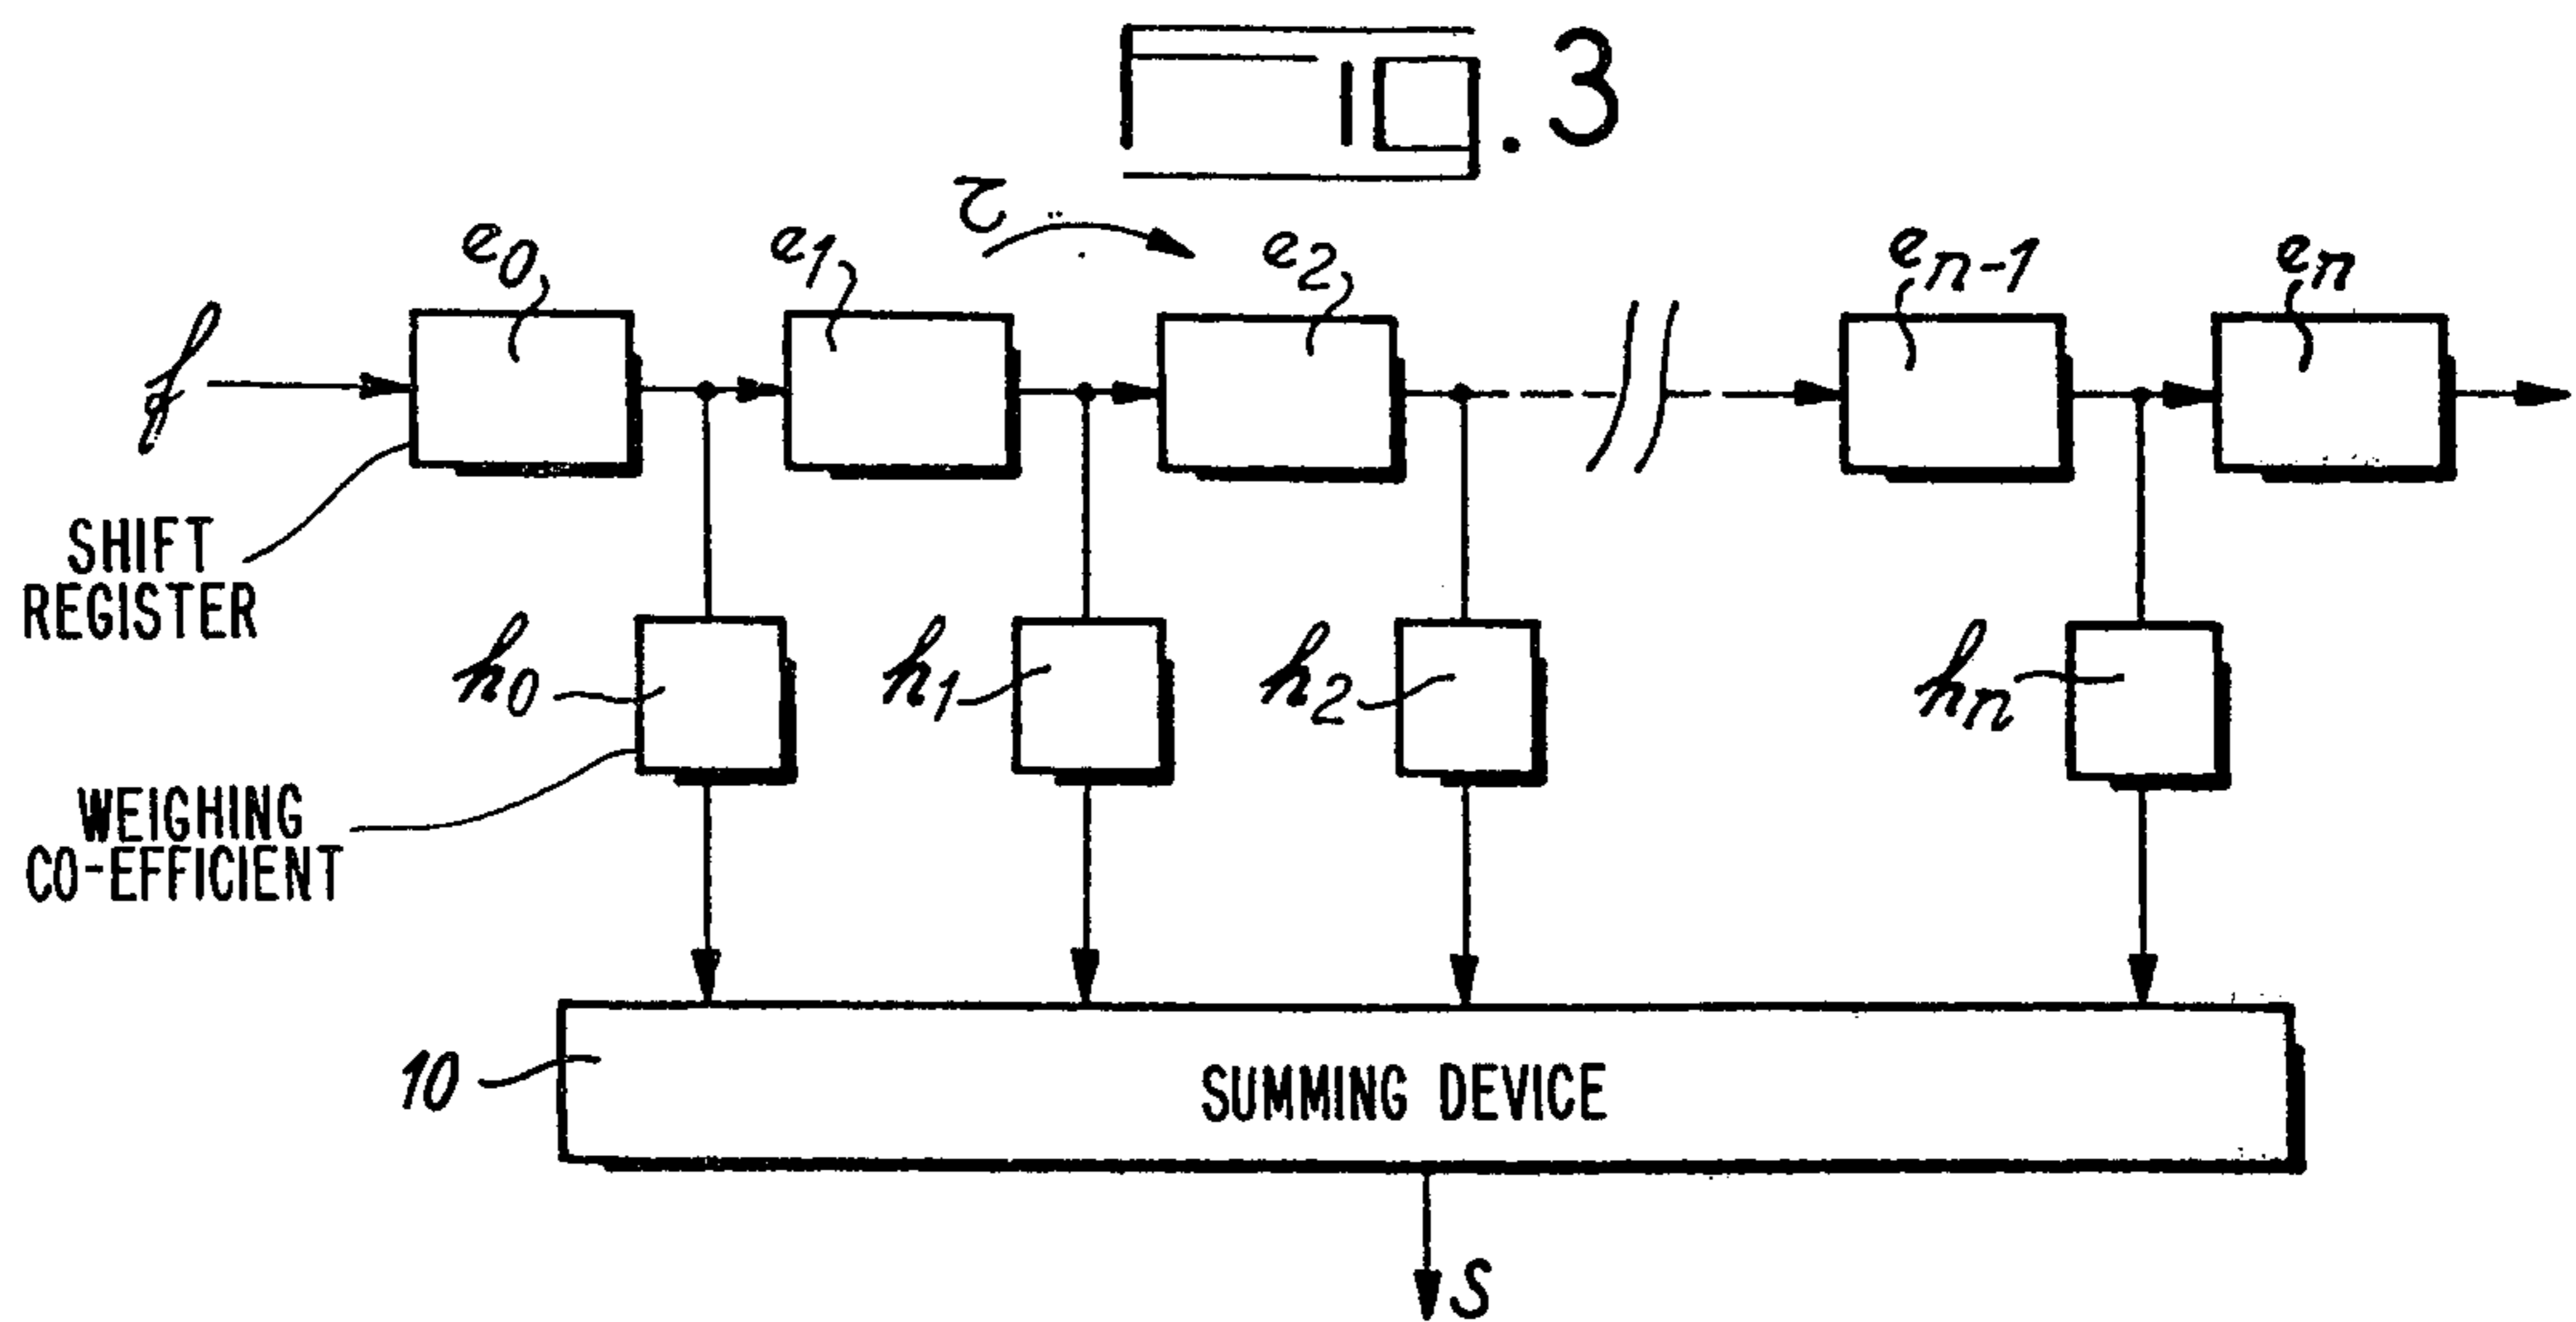 FIG. 3
τ
e0 e1 e2 en-1 en
f
SHIFT
REGISTER
h0 h1 h2 hn
WEIGHING
CO-EFFICIENT
10 SUMMING DEVICE
S